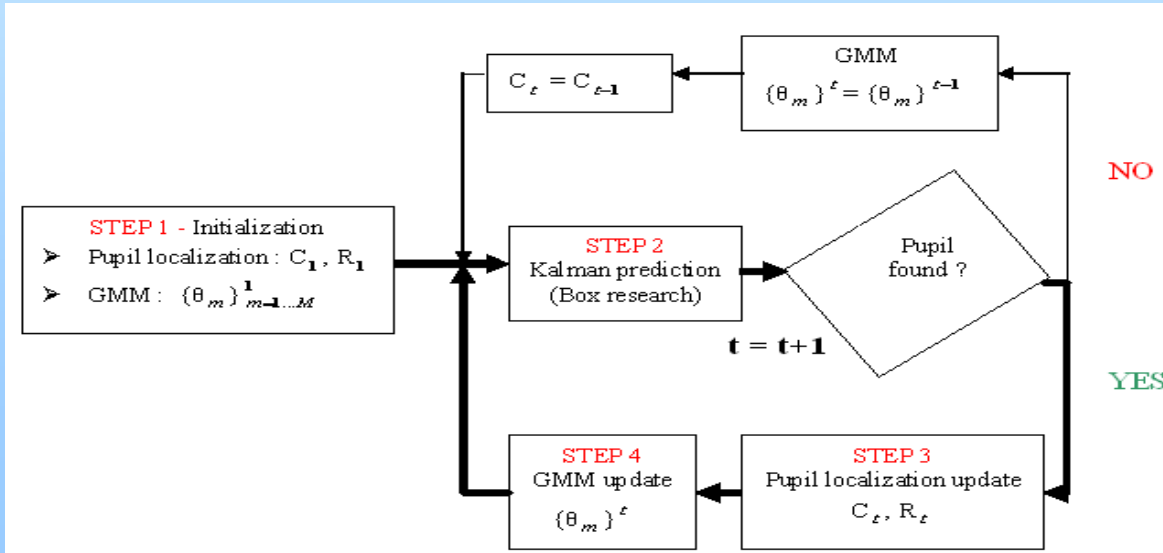 GMM
{θ_m}^t = {θ_m}^{t-1}
C_t = C_{t-1}
NO
STEP 1 - Initialization
➢ Pupil localization : C_1 , R_1
➢ GMM : {θ_m}^1_{m=1...M}
STEP 2
Kalman prediction
(Box research)
Pupil
found ?
t = t+1
YES
STEP 4
GMM update
{θ_m}^t
STEP 3
Pupil localization update
C_t , R_t